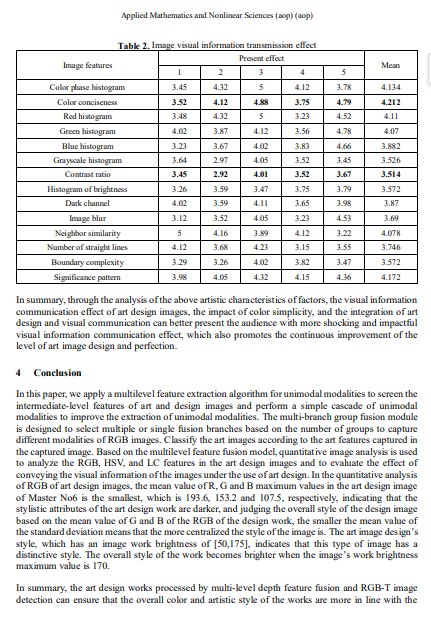 Applied Mathematics and Nonlinear Sciences (aop) (aop)
Table 2. Image visual information transmission effect
Image features Present effect Mean
1 2 3 4 5
Color phase histogram 3.45 4.32 5 4.12 3.78 4.134
Color conciseness 3.52 4.12 4.88 3.75 4.79 4.212
Red histogram 3.48 4.32 5 3.23 4.52 4.11
Green histogram 4.02 3.87 4.12 3.56 4.78 4.07
Blue histogram 3.23 3.67 4.02 3.83 4.66 3.882
Grayscale histogram 3.64 2.97 4.05 3.52 3.45 3.526
Contrast ratio 3.45 2.92 4.01 3.52 3.67 3.514
Histogram of brightness 3.26 3.59 3.47 3.75 3.79 3.572
Dark channel 4.02 3.59 4.11 3.65 3.98 3.87
Image blur 3.12 3.52 4.05 3.23 4.53 3.69
Neighbor similarity 5 4.16 3.89 4.12 3.22 4.078
Number of straight lines 4.12 3.68 4.23 3.15 3.55 3.746
Boundary complexity 3.29 3.26 4.02 3.82 3.47 3.572
Significance pattern 3.98 4.05 4.32 4.15 4.36 4.172
In summary, through the analysis of the above artistic characteristics of factors, the visual information
communication effect of art design images, the impact of color simplicity, and the integration of art
design and visual communication can better present the audience with more shocking and impactful
visual information communication effect, which also promotes the continuous improvement of the
level of art image design and perfection.
4 Conclusion
In this paper, we apply a multilevel feature extraction algorithm for unimodal modalities to screen the
intermediate-level features of art and design images and perform a simple cascade of unimodal
modalities to improve the extraction of unimodal modalities. The multi-branch group fusion module
is designed to select multiple or single fusion branches based on the number of groups to capture
different modalities of RGB images. Classify the art images according to the art features captured in
the captured image. Based on the multilevel feature fusion model, quantitative image analysis is used
to analyze the RGB, HSV, and LC features in the art design images and to evaluate the effect of
conveying the visual information of the images under the use of art design. In the quantitative analysis
of RGB of art design images, the mean value of R, G and B maximum values in the art design image
of Master No6 is the smallest, which is 193.6, 153.2 and 107.5, respectively, indicating that the
stylistic attributes of the art design work are darker, and judging the overall style of the design image
based on the mean value of G and B of the RGB of the design work, the smaller the mean value of
the standard deviation means that the more centralized the style of the image is. The art image design's
style, which has an image work brightness of [50,175], indicates that this type of image has a
distinctive style. The overall style of the work becomes brighter when the image's work brightness
maximum value is 170.
In summary, the art design works processed by multi-level depth feature fusion and RGB-T image
detection can ensure that the overall color and artistic style of the works are more in line with the